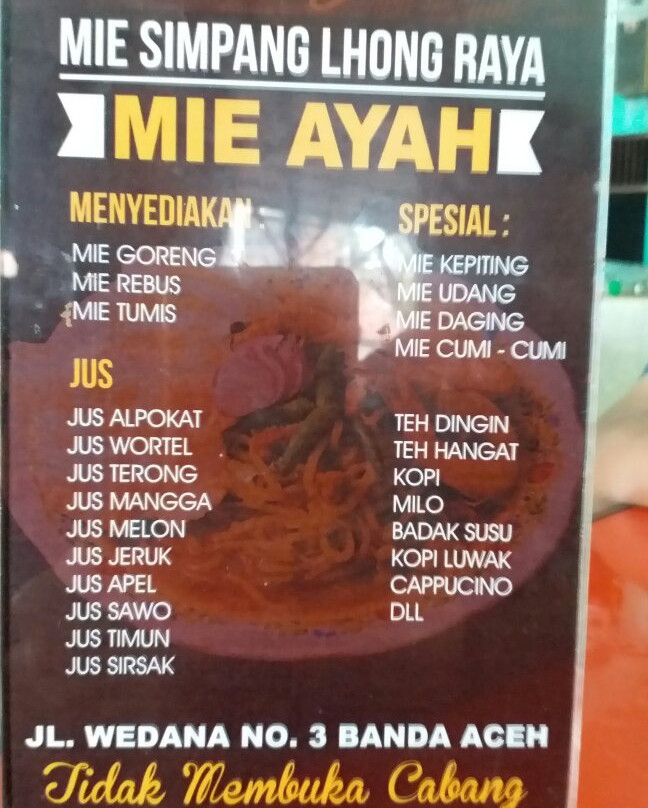 MIE SIMPANG LHONG RAYA
MIE AYAH
MENYEDIAKAN :
MIE GORENG
MIE REBUS
MIE TUMIS
SPESIAL :
MIE KEPITING
MIE UDANG
MIE DAGING
MIE CUMI - CUMI
JUS
JUS ALPOKAT
JUS WORTEL
JUS TERONG
JUS MANGGA
JUS MELON
JUS JERUK
JUS APEL
JUS SAWO
JUS TIMUN
JUS SIRSAK
TEH DINGIN
TEH HANGAT
KOPI
MILO
BADAK SUSU
KOPI LUWAK
CAPPUCINO
DLL
JL. WEDANA NO. 3 BANDA ACEH
Tidak Membuka Cabang